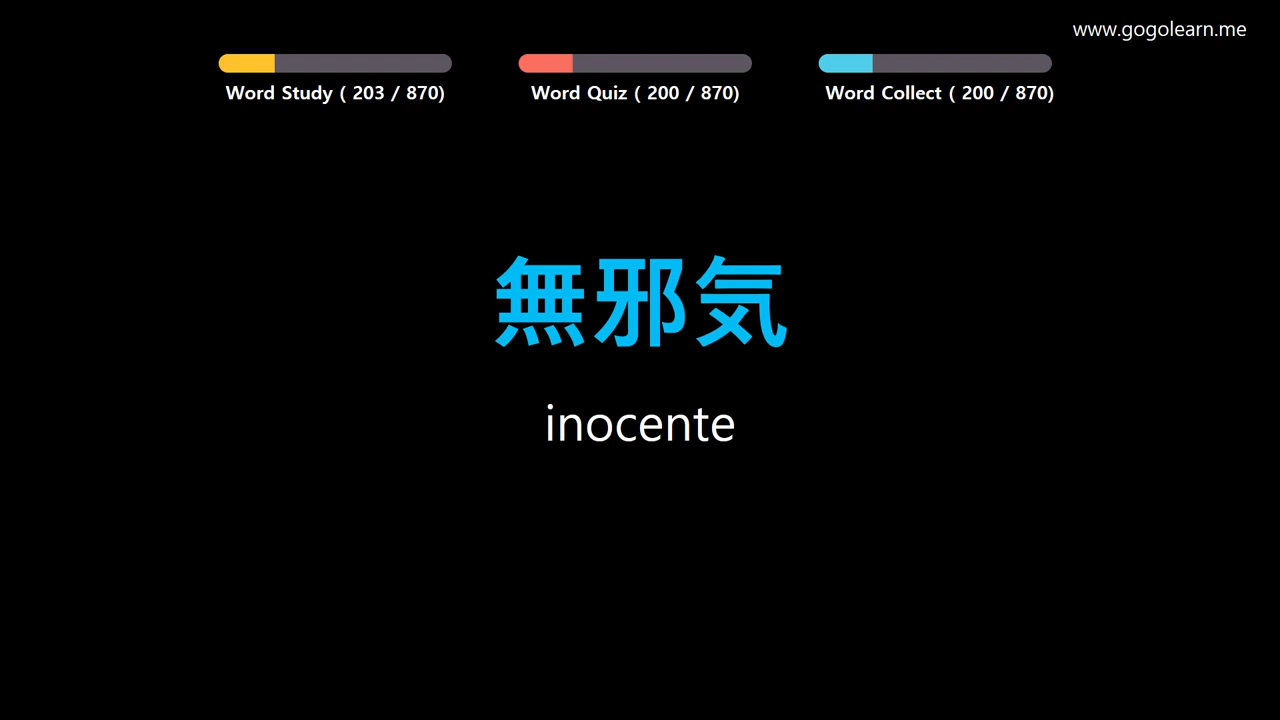 www.gogolearn.me
Word Study ( 203 / 870)
Word Quiz ( 200 / 870)
Word Collect ( 200 / 870)
無邪気
inocente